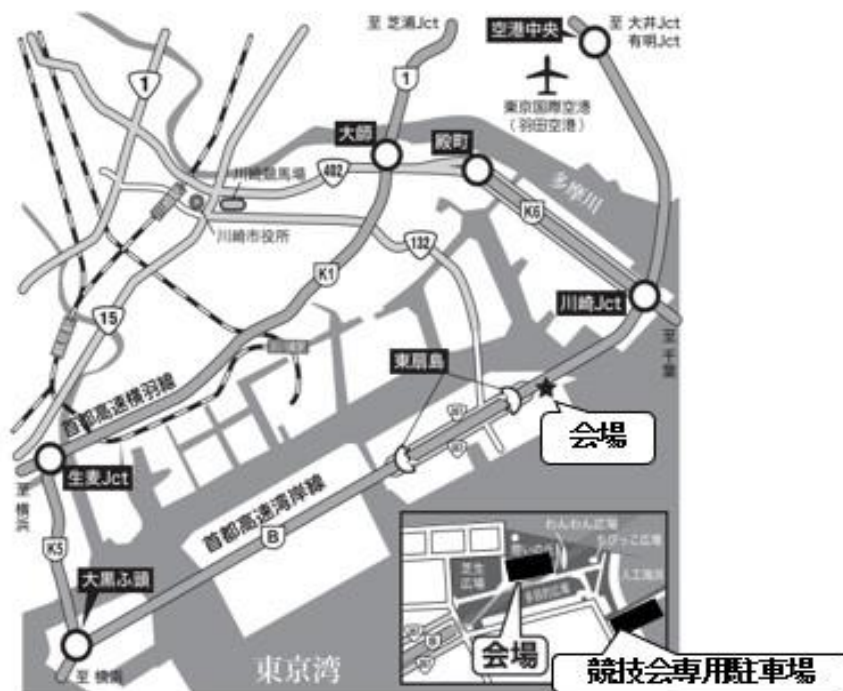 至 芝浦Jct
空港中央
至 大井Jct
有明Jct
1
1
東京国際空港
(羽田空港)
大師
殿町
川崎競馬場
402
多摩川
K6
川崎市役所
132
K1
川崎Jct
15
至 千葉
東扇島
首都高速横羽線
会場
生麦Jct
至 横浜
首都高速湾岸線
B
K5
わんわん広場
ちびっこ広場
芝生
広場
人工海浜
多目的広場
大黒ふ頭
会場
東京湾
競技会専用駐車場